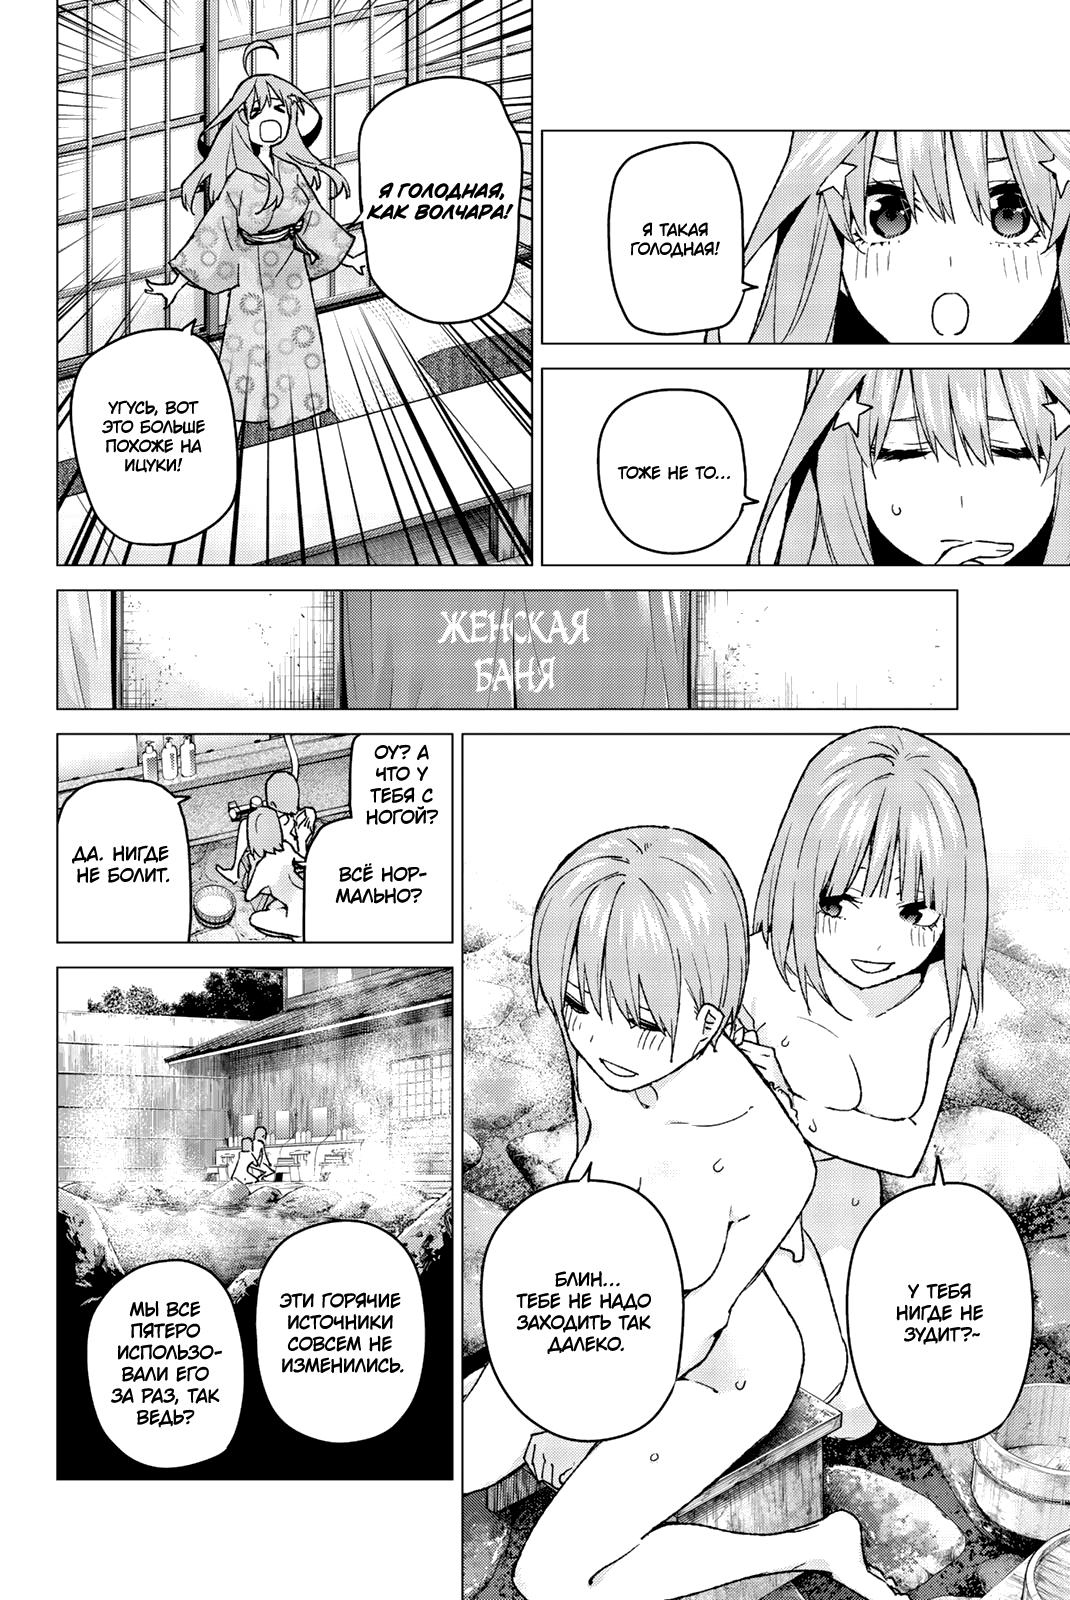 Я ТАКАЯ
ГОЛОДНАЯ!
ТОЖЕ НЕ ТО...
Я ГОЛОДНАЯ,
КАК ВОЛЧАРА!
УГУСЬ, ВОТ
ЭТО БОЛЬШЕ
ПОХОЖЕ НА
ИЦУКИ!
ЖЕНСКАЯ
БАНЯ
У ТЕБЯ
НИГДЕ НЕ
ЗУДИТ?~
БЛИН...
ТЕБЕ НЕ НАДО
ЗАХОДИТЬ ТАК
ДАЛЕКО.
ОУ? А
ЧТО У
ТЕБЯ С
НОГОЙ?
ВСЁ НОР-
МАЛЬНО?
ДА. НИГДЕ
НЕ БОЛИТ.
ЭТИ ГОРЯЧИЕ
ИСТОЧНИКИ
СОВСЕМ НЕ
ИЗМЕНИЛИСЬ.
МЫ ВСЕ
ПЯТЕРО
ИСПОЛЬЗО-
ВАЛИ ЕГО
ЗА РАЗ, ТАК
ВЕДЬ?